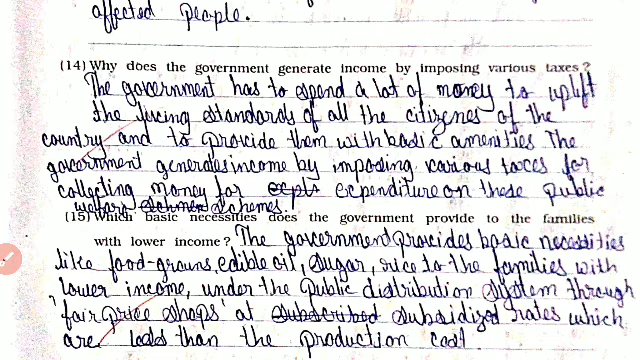 affected people.
(14) Why does the government generate income by imposing various taxes?
The government has to spend a lot of money to uplift
the living standards of all the citizenes of the
country and to provide them with basic amenities The
government generates income by imposing various taxes for
collecting money for expenditure on these public
welfare schemes.
(15) Which basic necessities does the government provide to the families
with lower income? The government provides basic necessities
like food-grains, edible oil, sugar, rice to the families with
lower income, under the public distribution system through
'fair price shops' at subscribed subsidized rates which
are less than the production cost.